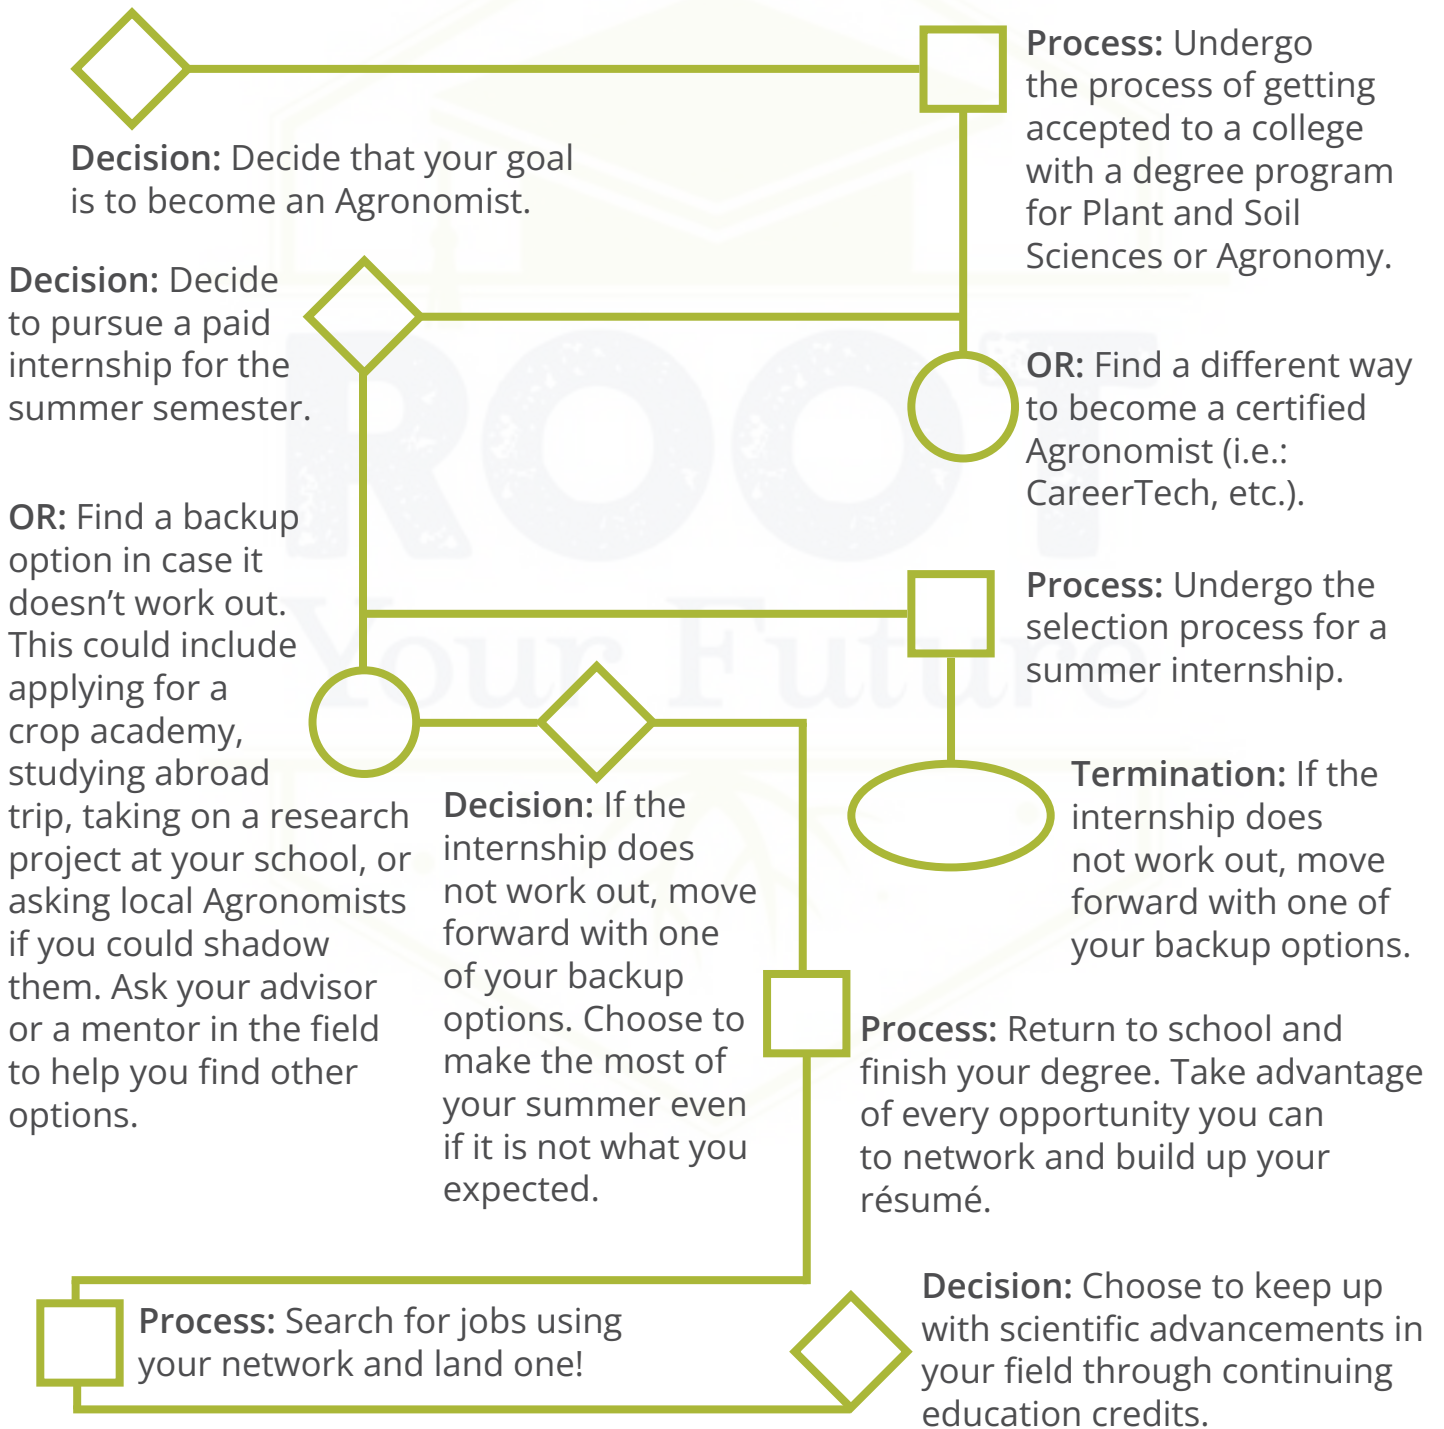 Decision: Decide that your goal
is to become an Agronomist.
Process: Undergo
the process of getting
accepted to a college
with a degree program
for Plant and Soil
Sciences or Agronomy.
Decision: Decide
to pursue a paid
internship for the
summer semester.
OR: Find a different way
to become a certified
Agronomist (i.e.:
CareerTech, etc.).
OR: Find a backup
option in case it
doesn’t work out.
This could include
applying for a
crop academy,
studying abroad
trip, taking on a research
project at your school, or
asking local Agronomists
if you could shadow
them. Ask your advisor
or a mentor in the field
to help you find other
options.
Process: Undergo the
selection process for a
summer internship.
Termination: If the
internship does
not work out, move
forward with one of
your backup options.
Decision: If the
internship does
not work out, move
forward with one
of your backup
options. Choose to
make the most of
your summer even
if it is not what you
expected.
Process: Return to school and
finish your degree. Take advantage
of every opportunity you can
to network and build up your
résumé.
Process: Search for jobs using
your network and land one!
Decision: Choose to keep up
with scientific advancements in
your field through continuing
education credits.
ROOT
Your Future